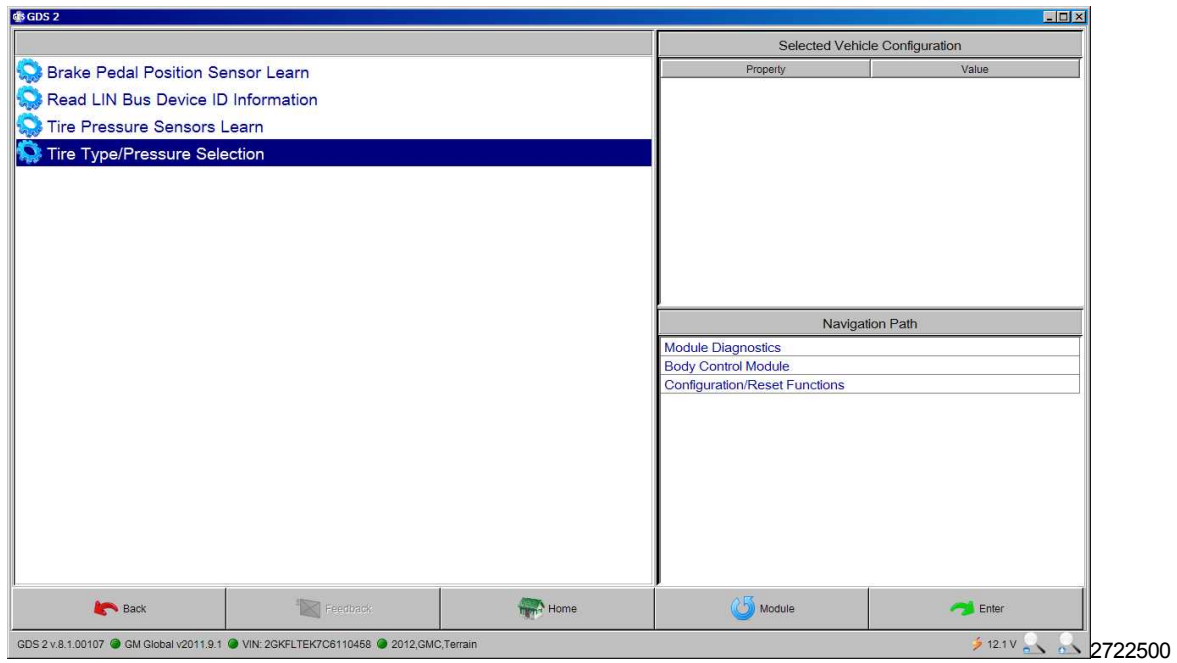 GDS 2
Selected Vehicle Configuration
Property Value
Brake Pedal Position Sensor Learn
Read LIN Bus Device ID Information
Tire Pressure Sensors Learn
Tire Type/Pressure Selection
Navigation Path
Module Diagnostics
Body Control Module
Configuration/Reset Functions
Back Feedback Home Module Enter
GDS 2 v.8.1.00107 GM Global v2011.9.1 VIN: 2GKFLTEK7C6110458 2012,GMC,Terrain 12.1 V
2722500